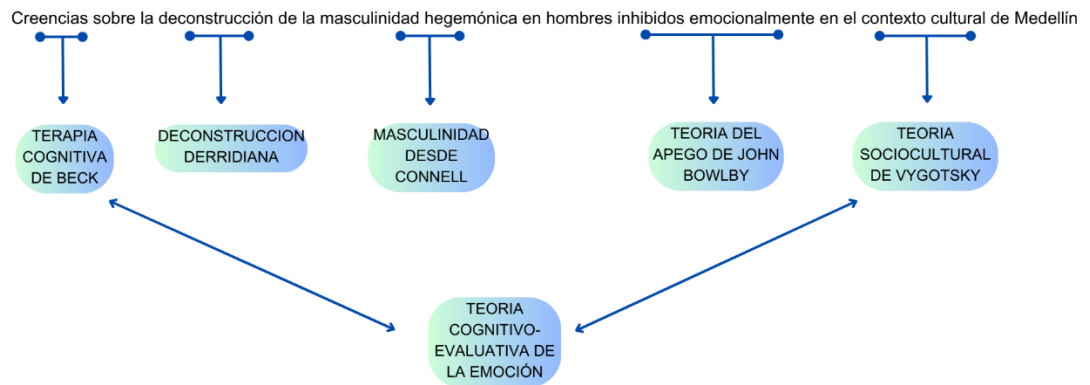 Creencias sobre la deconstrucción de la masculinidad hegemónica en hombres inhibidos emocionalmente en el contexto cultural de Medellín
TERAPIA
COGNITIVA
DE BECK
DECONSTRUCCION
DERRIDIANA
MASCULINIDAD
DESDE
CONNELL
TEORIA DEL
APEGO DE JOHN
BOWLBY
TEORIA
SOCIOCULTURAL
DE VYGOTSKY
TEORIA
COGNITIVO-
EVALUATIVA DE
LA EMOCIÓN